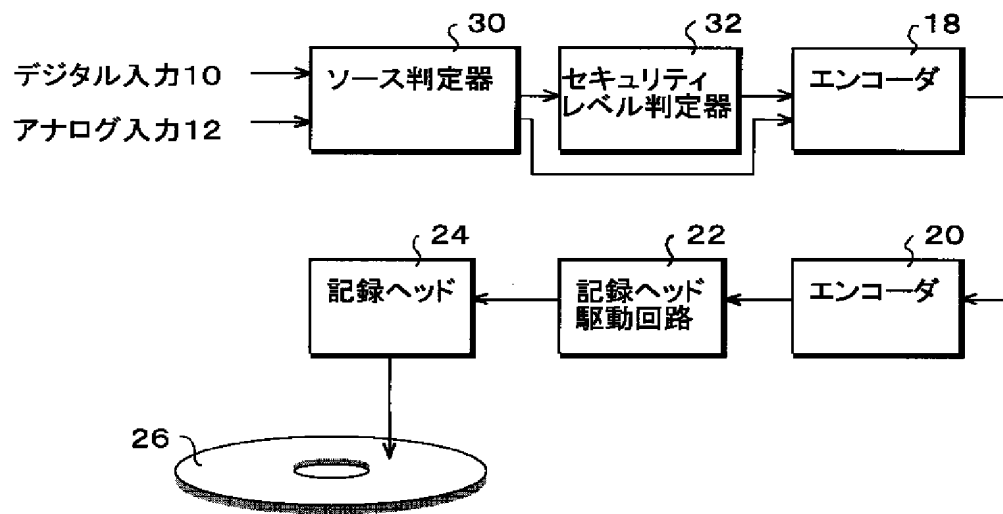 30
32
18
デジタル入力10
アナログ入力12
ソース判定器
セキュリティ
レベル判定器
エンコーダ
24
22
20
記録ヘッド
記録ヘッド
駆動回路
エンコーダ
26